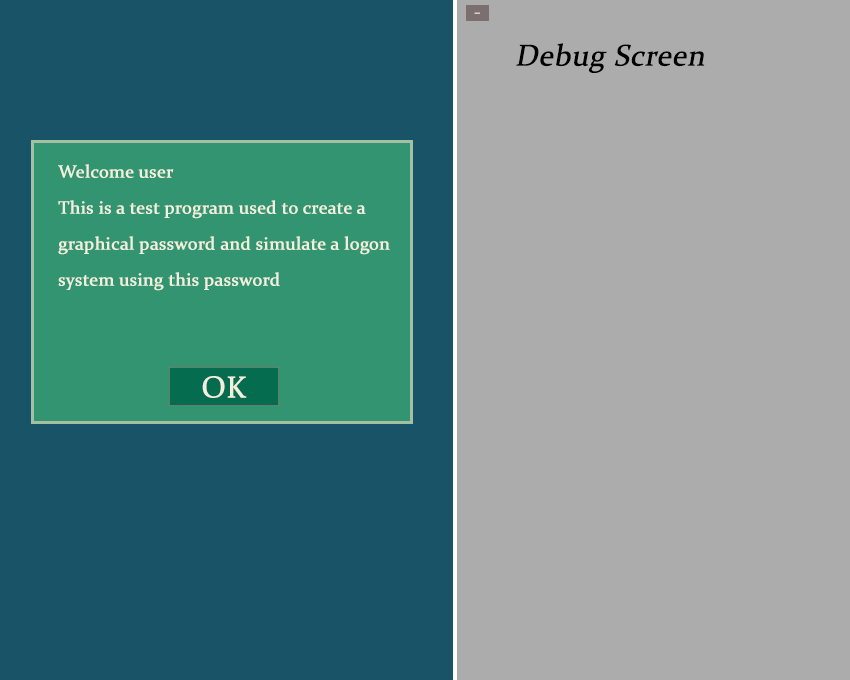 Welcome user
This is a test program used to create a
graphical password and simulate a logon
system using this password
OK
–
Debug Screen